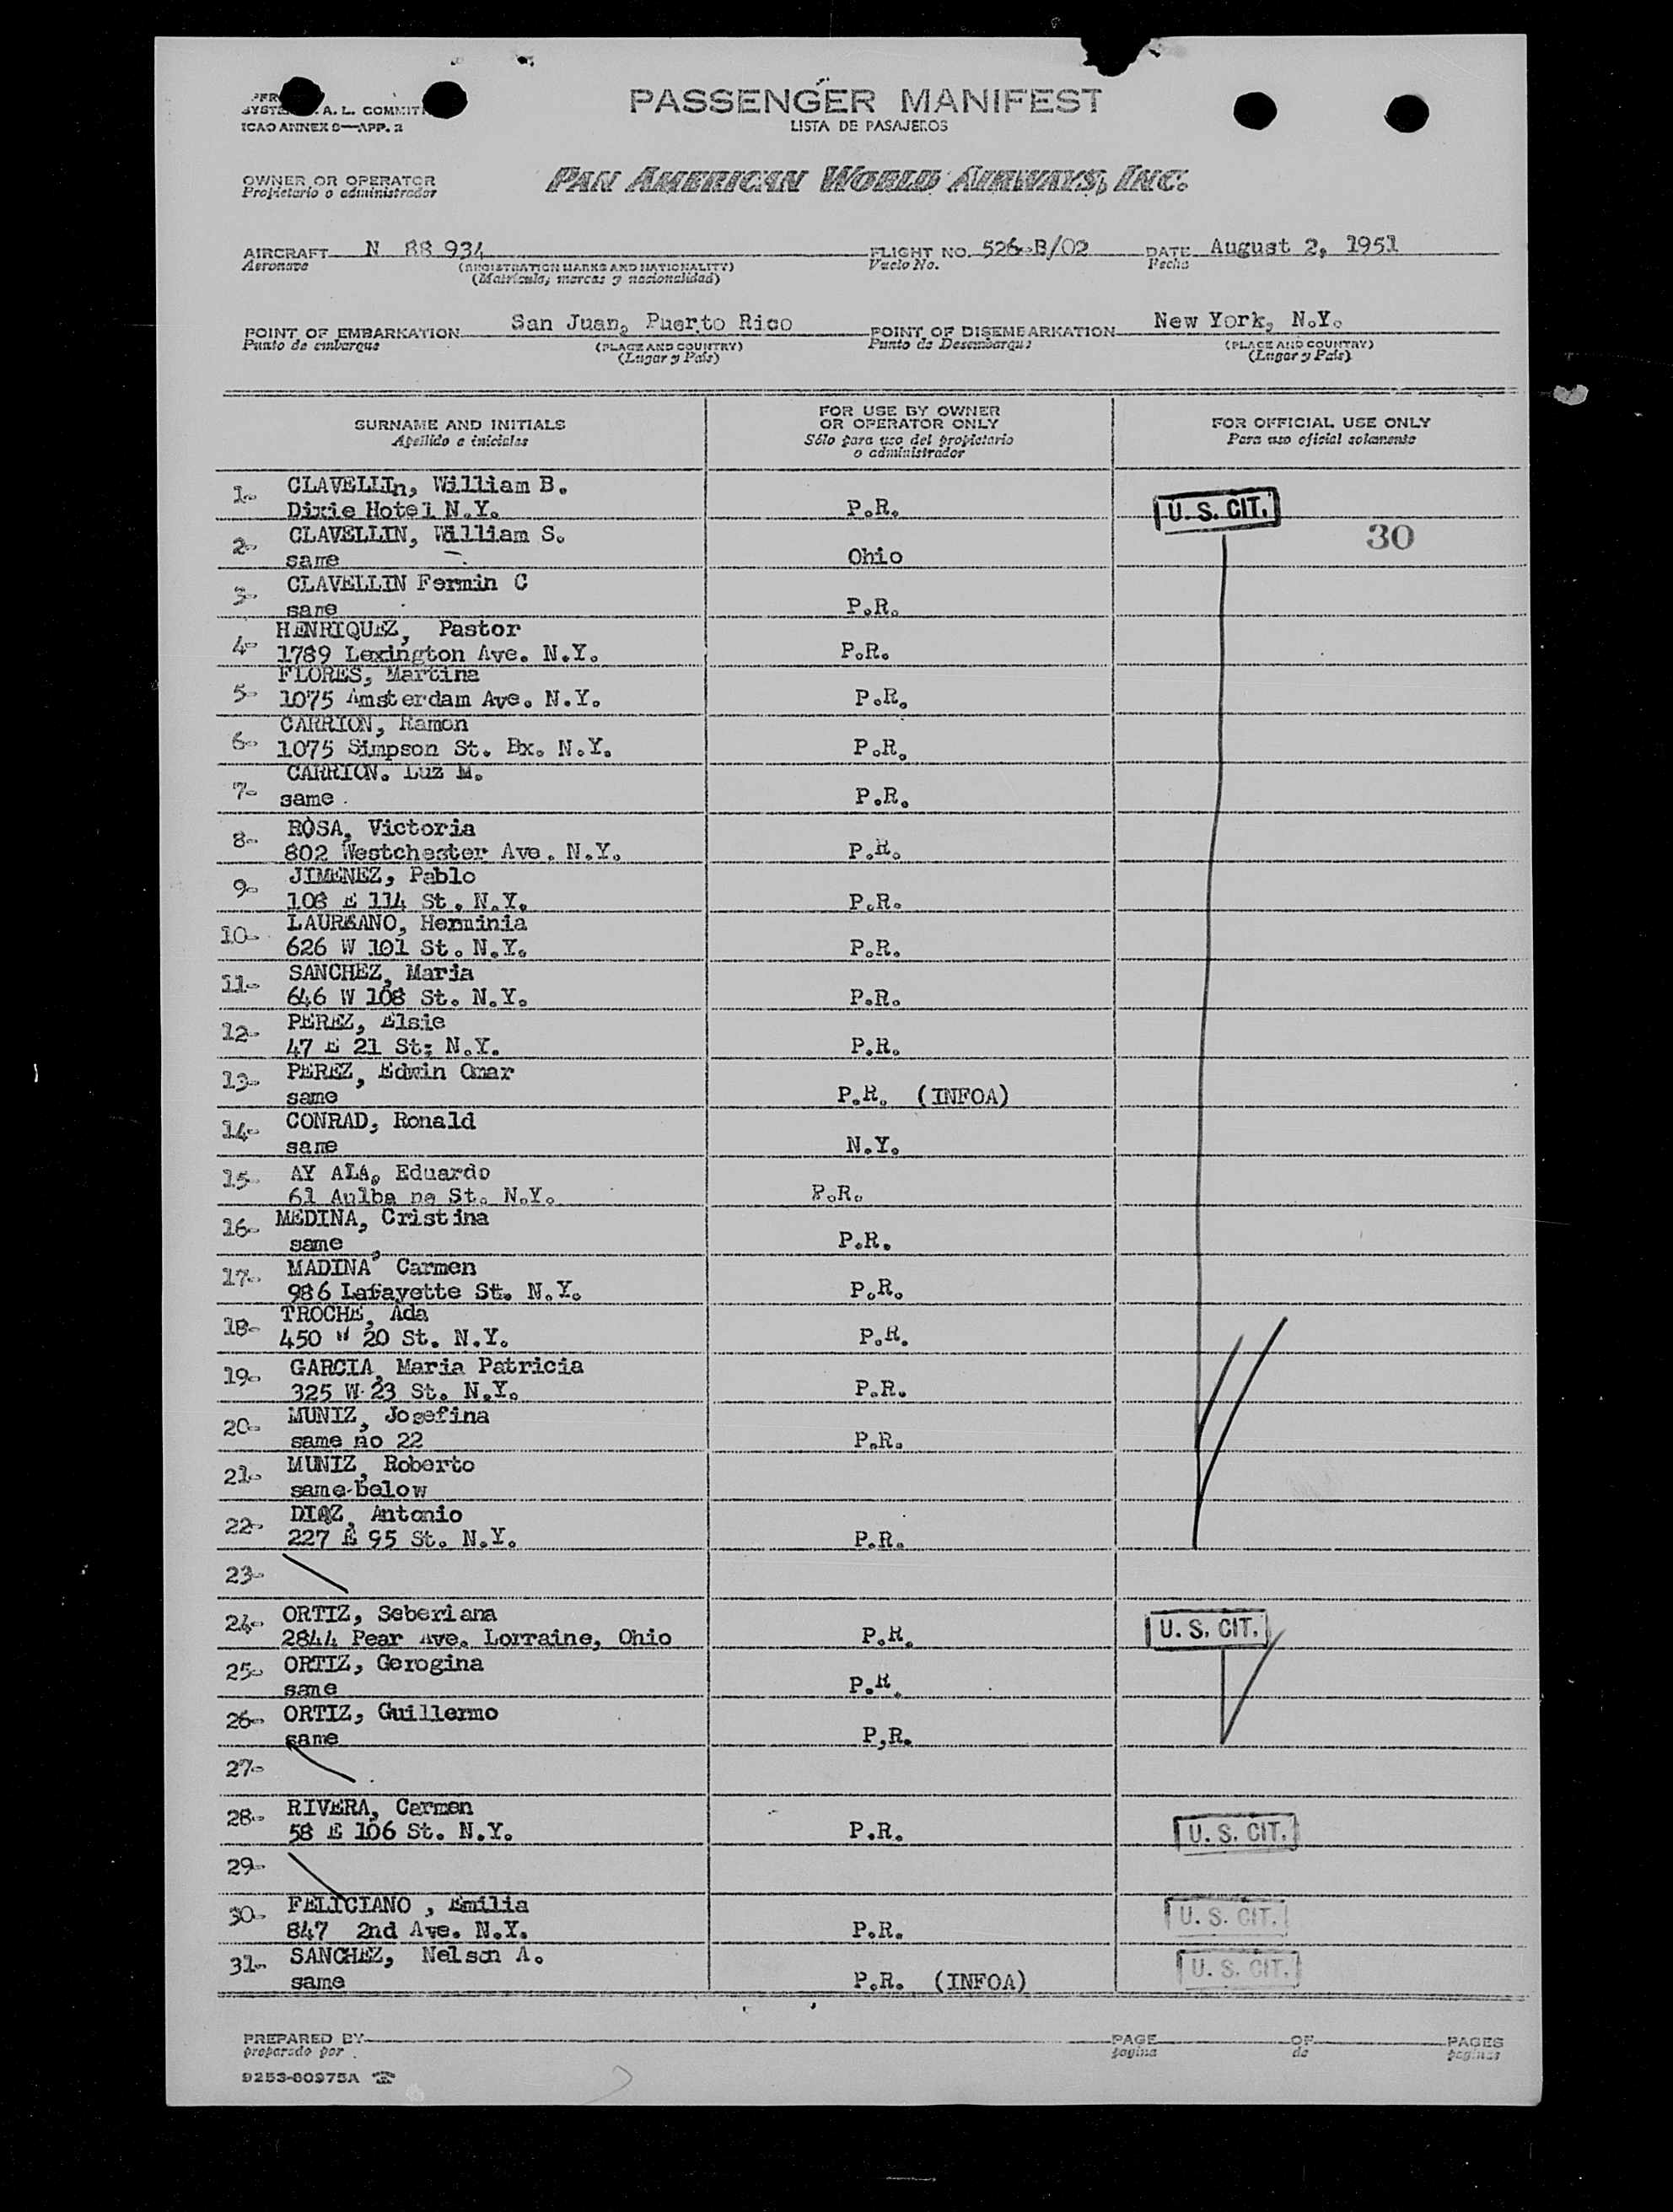 A. L. COMMIT
ICAO ANNEX 9—APP. 2
PASSENGER MANIFEST
LISTA DE PASAJEROS
OWNER OR OPERATOR
Propietario o administrador
PAN AMERICAN WORLD AIRWAYS, INC.
AIRCRAFT N 88 934 FLIGHT NO. 526-B/02 DATE August 2, 1951
Aeronave (REGISTRATION MARKS AND NATIONALITY) Vuelo No. Fecha
(Matrícula, marcas y nacionalidad)
POINT OF EMBARKATION San Juan, Puerto Rico POINT OF DISEMBARKATION New York, N.Y.
Punto de embarque (PLACE AND COUNTRY) Punto de Desembarque (PLACE AND COUNTRY)
(Lugar y País) (Lugar y País)
SURNAME AND INITIALS
Apellido e iniciales
FOR USE BY OWNER
OR OPERATOR ONLY
Sólo para uso del propietario
o administrador
FOR OFFICIAL USE ONLY
Para uso oficial solamente
1- CLAVELLIn, William B.
Dixie Hotel N.Y. P.R. U. S. CIT.
30
2- CLAVELLIN, William S.
same Ohio
3- CLAVELLIN Fermin C
same P.R.
4- HENRIQUEZ, Pastor
1789 Lexington Ave. N.Y. P.R.
5- FLORES, Martina
1075 Amsterdam Ave. N.Y. P.R.
6- CARRION, Ramon
1075 Simpson St. Bx. N.Y. P.R.
7- CARRION. Luz M.
same P.R.
8- ROSA, Victoria
802 Westchester Ave. N.Y. P.R.
9- JIMENEZ, Pablo
108 E 114 St. N.Y. P.R.
10- LAUREANO, Herminia
626 W 101 St. N.Y. P.R.
11- SANCHEZ, Maria
646 W 108 St. N.Y. P.R.
12- PEREZ, Elsie
47 E 21 St: N.Y. P.R.
13- PEREZ, Edwin Omar
same P.R. (INFOA)
14- CONRAD, Ronald
same N.Y.
15- AY ALA, Eduardo
61 Aulba ne St. N.Y. P.R.
16- MEDINA, Cristina
same P.R.
17- MADINA, Carmen
986 Lafayette St. N.Y. P.R.
18- TROCHE, Ada
450 W 20 St. N.Y. P.R.
19- GARCIA, Maria Patricia
325 W 23 St. N.Y. P.R.
20- MUNIZ, Josefina
same no 22 P.R.
21- MUNIZ, Roberto
same-below
22- DIAZ, Antonio
227 E 95 St. N.Y. P.R.
23-
24- ORTIZ, Seberiana
2844 Pear Ave. Lorraine, Ohio P.R. U. S. CIT.
25- ORTIZ, Gerogina
same P.R.
26- ORTIZ, Guillermo
same P,R.
27-
28- RIVERA, Carmen
58 E 106 St. N.Y. P.R. U. S. CIT.
29-
30- FELICIANO , Emilia
847 2nd Ave. N.Y. P.R. U. S. CIT.
31- SANCHEZ, Nelson A.
same P.R. (INFOA) U. S. CIT.
PREPARED BY PAGE OF PAGES
preparado por pagina de paginas
9253-80975A